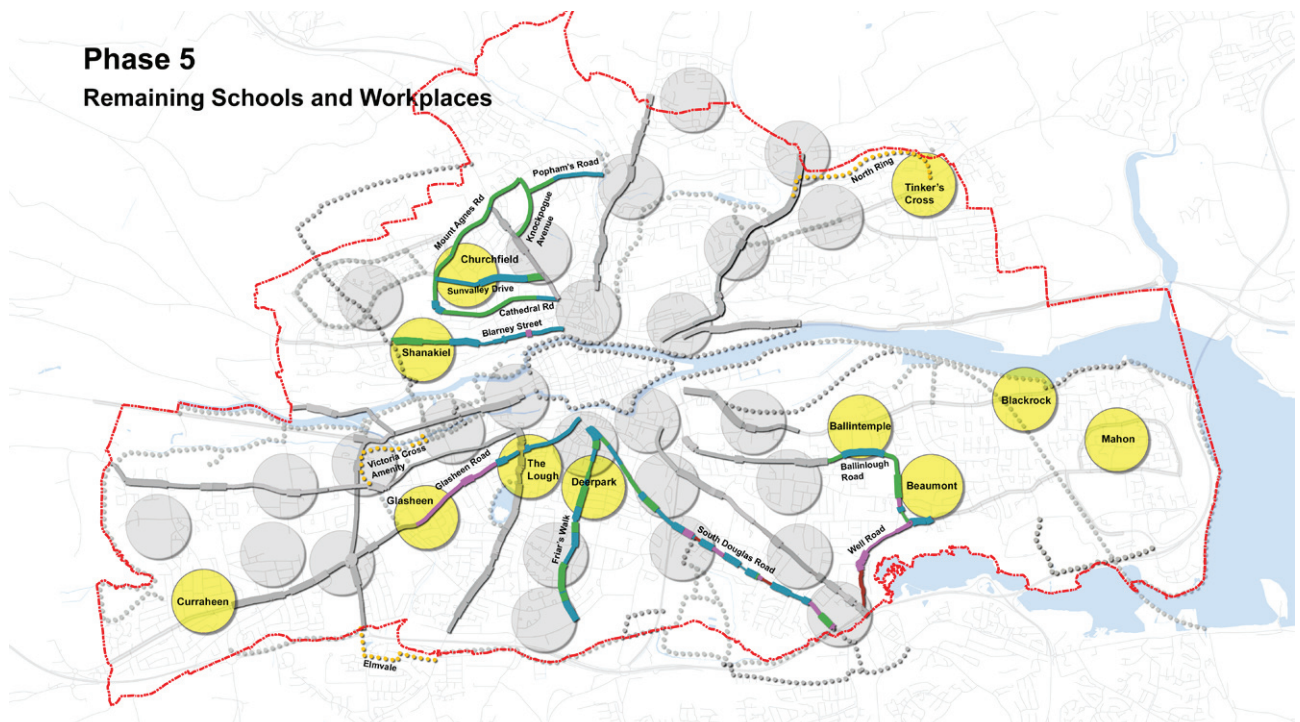 Phase 5
Remaining Schools and Workplaces
Popham's Road
North Ring
Tinker's
Cross
Mount Agnes Rd
Knockpogue
Avenue
Churchfield
Sunvalley Drive
Cathedral Rd
Blarney Street
Shanakiel
Blackrock
Ballintemple
Mahon
Victoria Cross
Amenity
Glasheen Road
The
Lough
Ballinlough
Road
Deerpark
Beaumont
Glasheen
Friar's Walk
South Douglas Road
Well Road
Curraheen
Elmvale